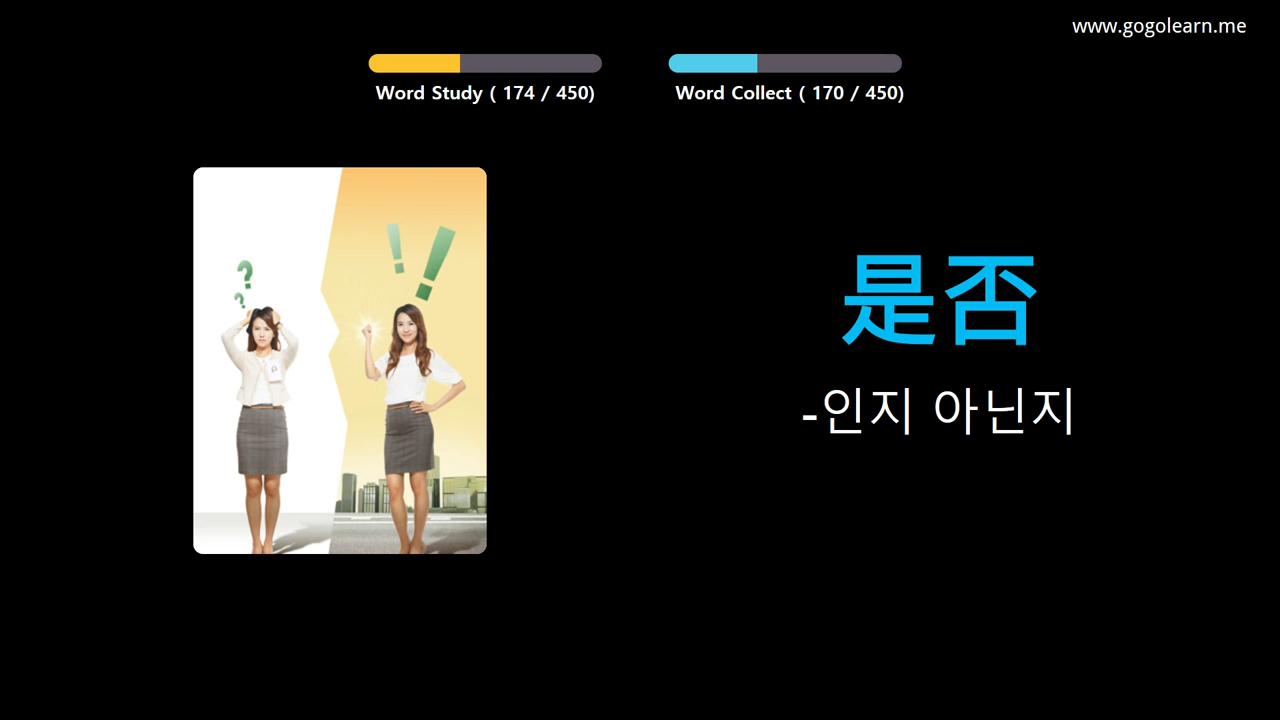 www.gogolearn.me
Word Study ( 174 / 450)
Word Collect ( 170 / 450)
? ?
! !
是否
-인지 아닌지